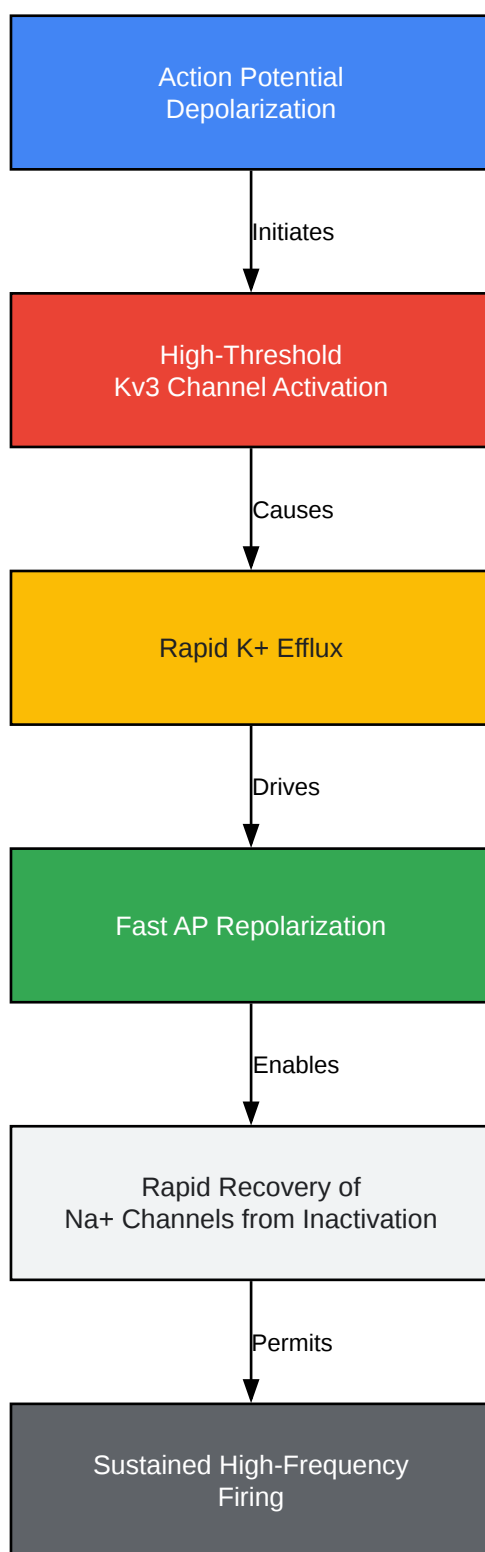 Action Potential
Depolarization
Initiates
High-Threshold
Kv3 Channel Activation
Causes
Rapid K+ Efflux
Drives
Fast AP Repolarization
Enables
Rapid Recovery of
Na+ Channels from Inactivation
Permits
Sustained High-Frequency
Firing